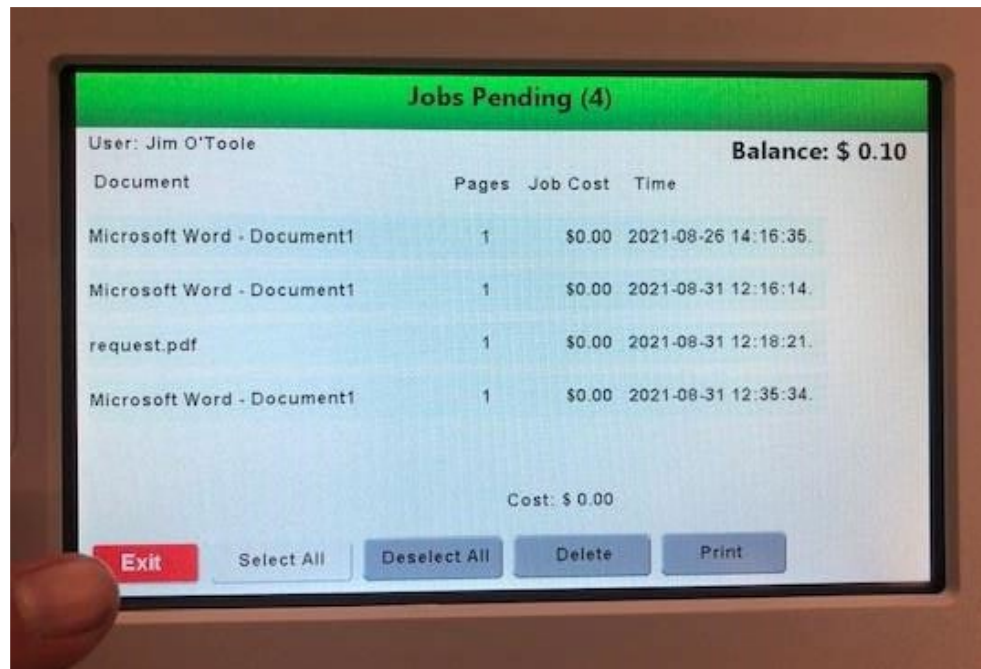 Jobs Pending (4)
User: Jim O'Toole Balance: $ 0.10
Document Pages Job Cost Time
Microsoft Word - Document1 1 $0.00 2021-08-26 14:16:35.
Microsoft Word - Document1 1 $0.00 2021-08-31 12:16:14.
request.pdf 1 $0.00 2021-08-31 12:18:21.
Microsoft Word - Document1 1 $0.00 2021-08-31 12:35:34.
Cost: $ 0.00
Exit Select All Deselect All Delete Print